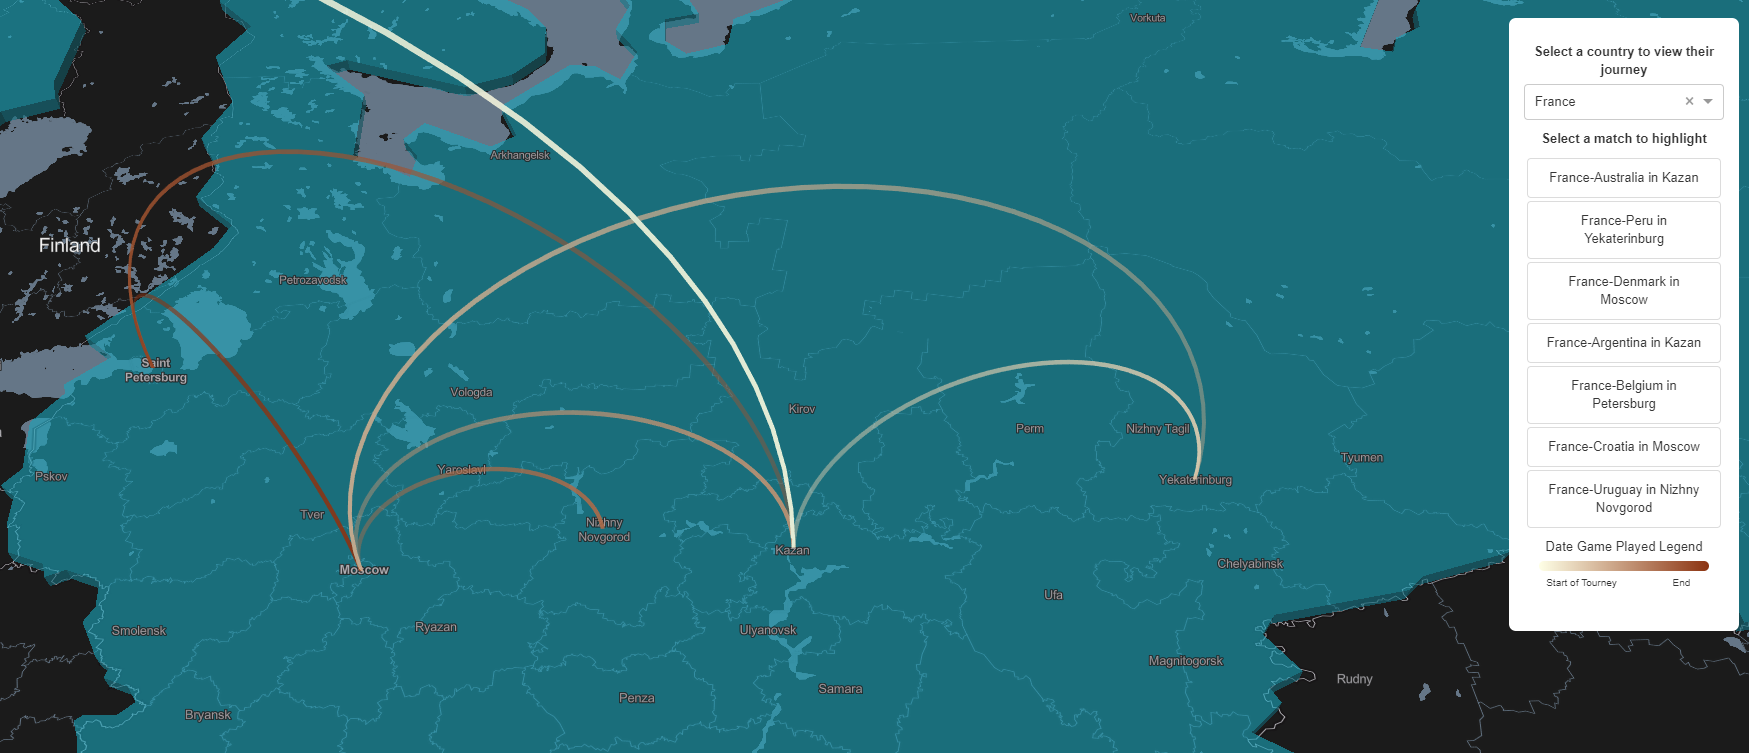 Vorkuta
Arkhangelsk
Finland
Petrozavodsk
Saint
Petersburg
Vologda
Kirov
Perm
Nizhny Tagil
Yaroslavl
Pskov
Tyumen
Yekaterinburg
Tver
Nizhny
Novgorod
Kazan
Moscow
Chelyabinsk
Ufa
Smolensk
Ryazan
Ulyanovsk
Magnitogorsk
Rudny
Samara
Penza
Bryansk
Select a country to view their
journey
France
Select a match to highlight
France-Australia in Kazan
France-Peru in
Yekaterinburg
France-Denmark in
Moscow
France-Argentina in Kazan
France-Belgium in
Petersburg
France-Croatia in Moscow
France-Uruguay in Nizhny
Novgorod
Date Game Played Legend
Start of Tourney End